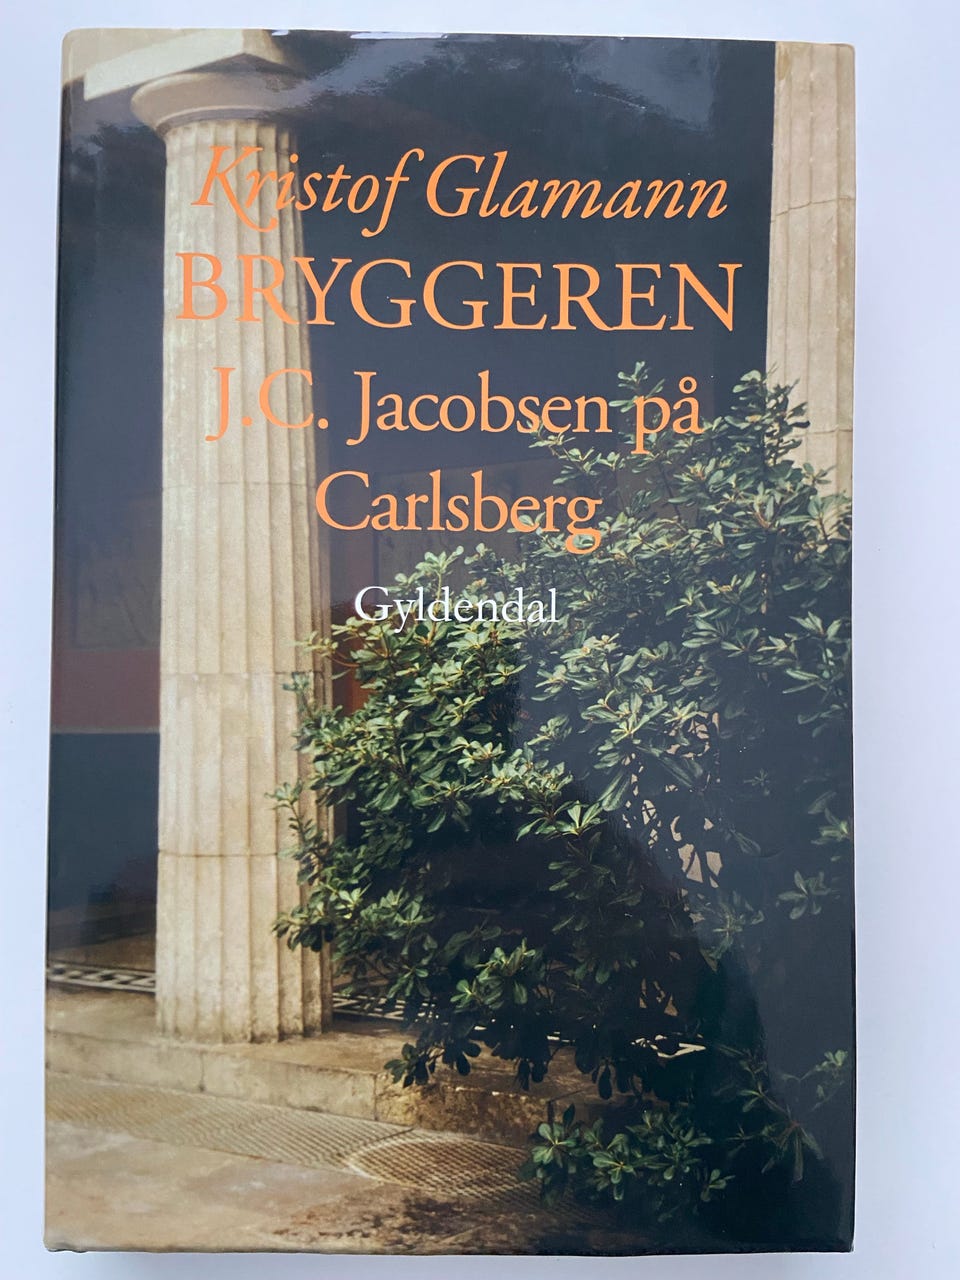 Kristof Glamann
BRYGGEREN
J.C. Jacobsen på
Carlsberg
Gyldendal